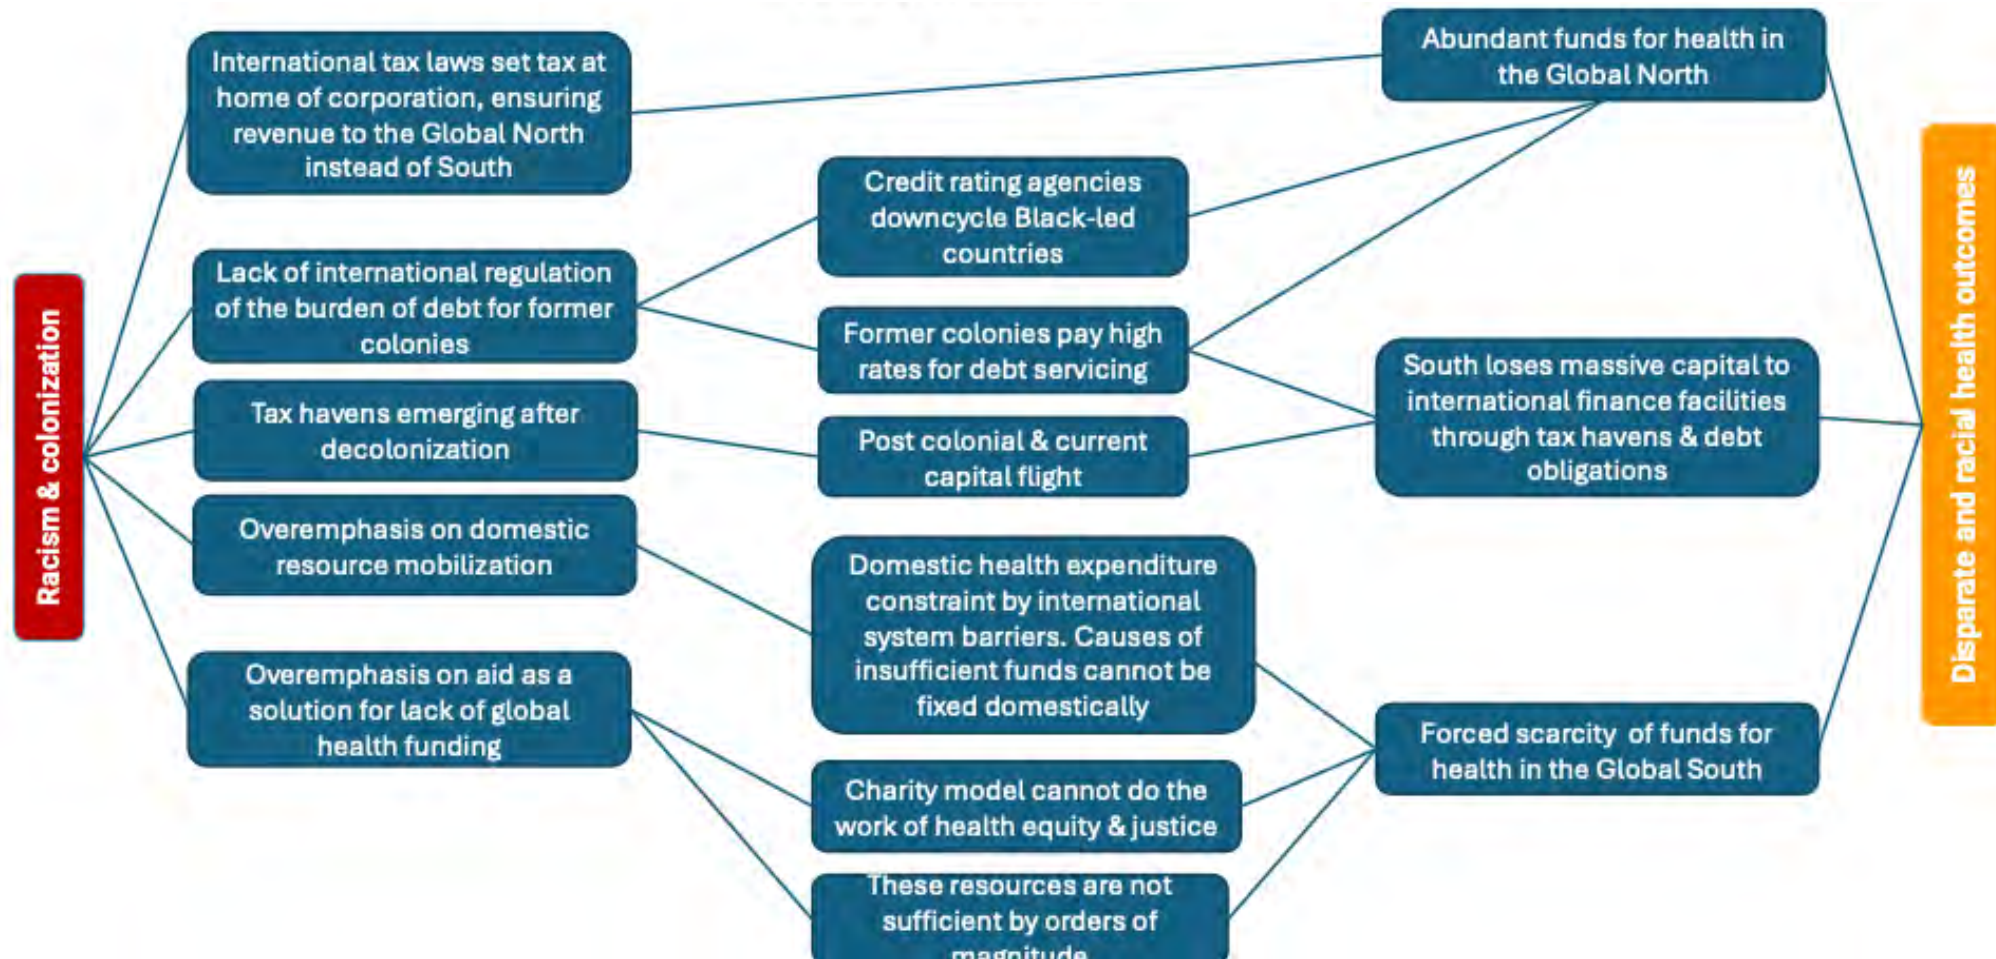 Racism & colonization
International tax laws set tax at
home of corporation, ensuring
revenue to the Global North
instead of South
Lack of international regulation
of the burden of debt for former
colonies
Tax havens emerging after
decolonization
Overemphasis on domestic
resource mobilization
Overemphasis on aid as a
solution for lack of global
health funding
Credit rating agencies
downcycle Black-led
countries
Former colonies pay high
rates for debt servicing
Post colonial & current
capital flight
Domestic health expenditure
constraint by international
system barriers. Causes of
insufficient funds cannot be
fixed domestically
Charity model cannot do the
work of health equity & justice
These resources are not
sufficient by orders of
magnitude
Abundant funds for health in
the Global North
South loses massive capital to
international finance facilities
through tax havens & debt
obligations
Forced scarcity of funds for
health in the Global South
Disparate and racial health outcomes